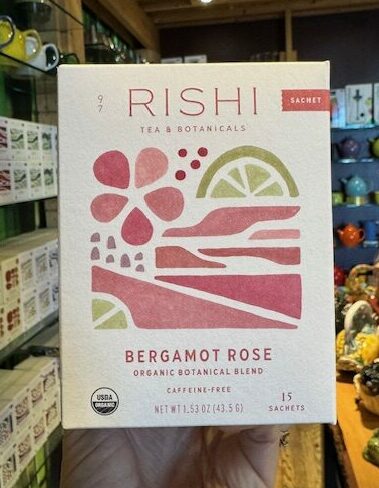 97
RISHI
SACHET
TEA & BOTANICALS
BERGAMOT ROSE
ORGANIC BOTANICAL BLEND
CAFFEINE-FREE
USDA
ORGANIC
NET WT 1.53 OZ (43.5 G)
15
SACHETS